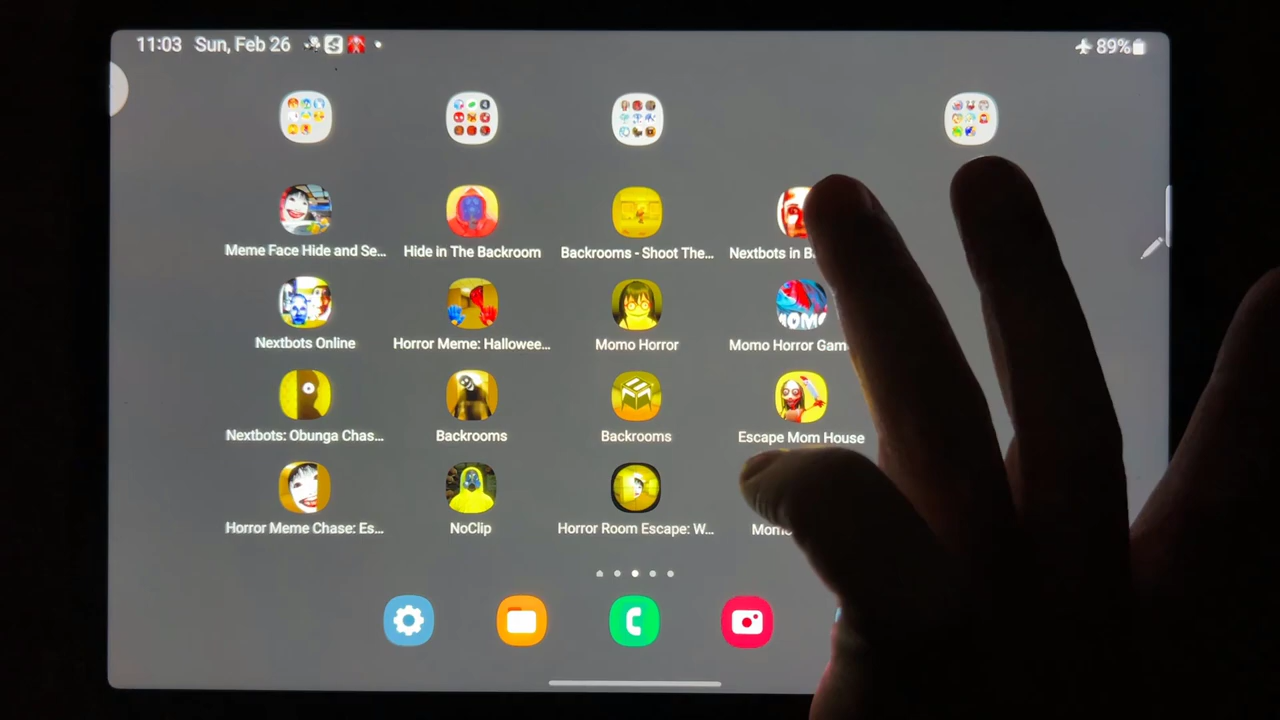 11:03 Sun, Feb 26
89%
Meme Face Hide and Se...
Hide in The Backroom
Backrooms - Shoot The...
Nextbots in B
Nextbots Online
Horror Meme: Hallowee...
Momo Horror
MOMO
Momo Horror Gam
Nextbots: Obunga Chas...
Backrooms
Backrooms
Escape Mom House
Horror Meme Chase: Es...
NoClip
Horror Room Escape: W...